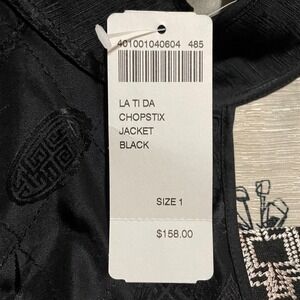 401001040604 485
LA TI DA
CHOPSTIX
JACKET
BLACK
SIZE 1
$158.00